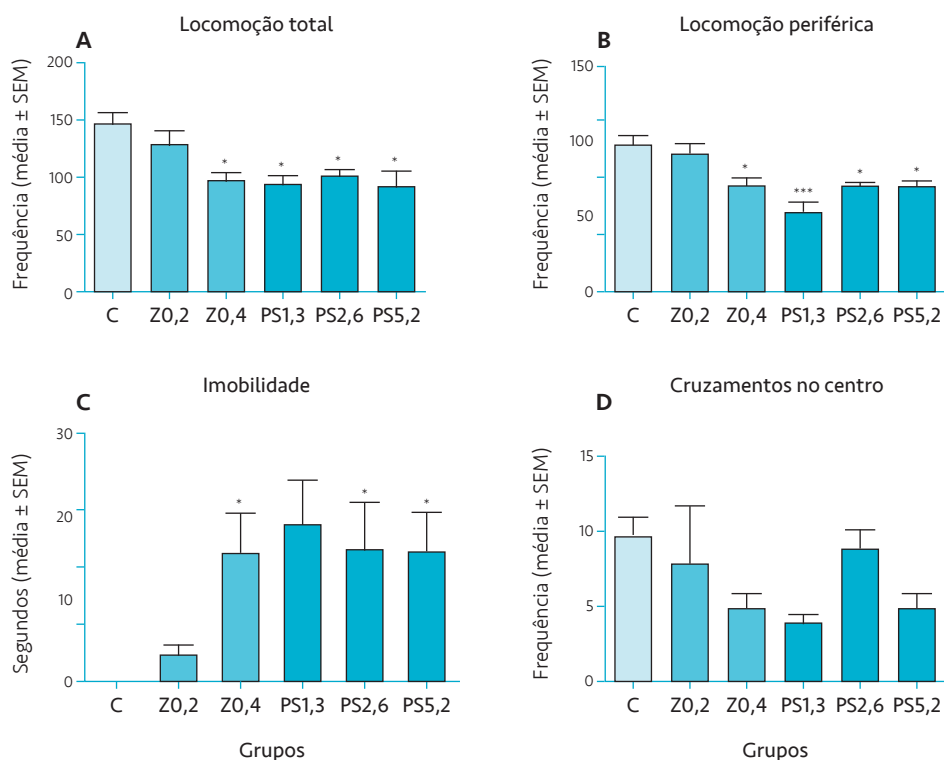 Locomoção total
A
Frequência (média ± SEM)
200
150
100
50
0
*
*
*
*
C Z0,2 Z0,4 PS1,3 PS2,6 PS5,2
Locomoção periférica
B
Frequência (média ± SEM)
150
100
50
0
*
***
*
*
C Z0,2 Z0,4 PS1,3 PS2,6 PS5,2
Imobilidade
C
Segundos (média ± SEM)
30
20
10
0
*
*
*
C Z0,2 Z0,4 PS1,3 PS2,6 PS5,2
Grupos
Cruzamentos no centro
D
Frequência (média ± SEM)
15
10
5
0
C Z0,2 Z0,4 PS1,3 PS2,6 PS5,2
Grupos